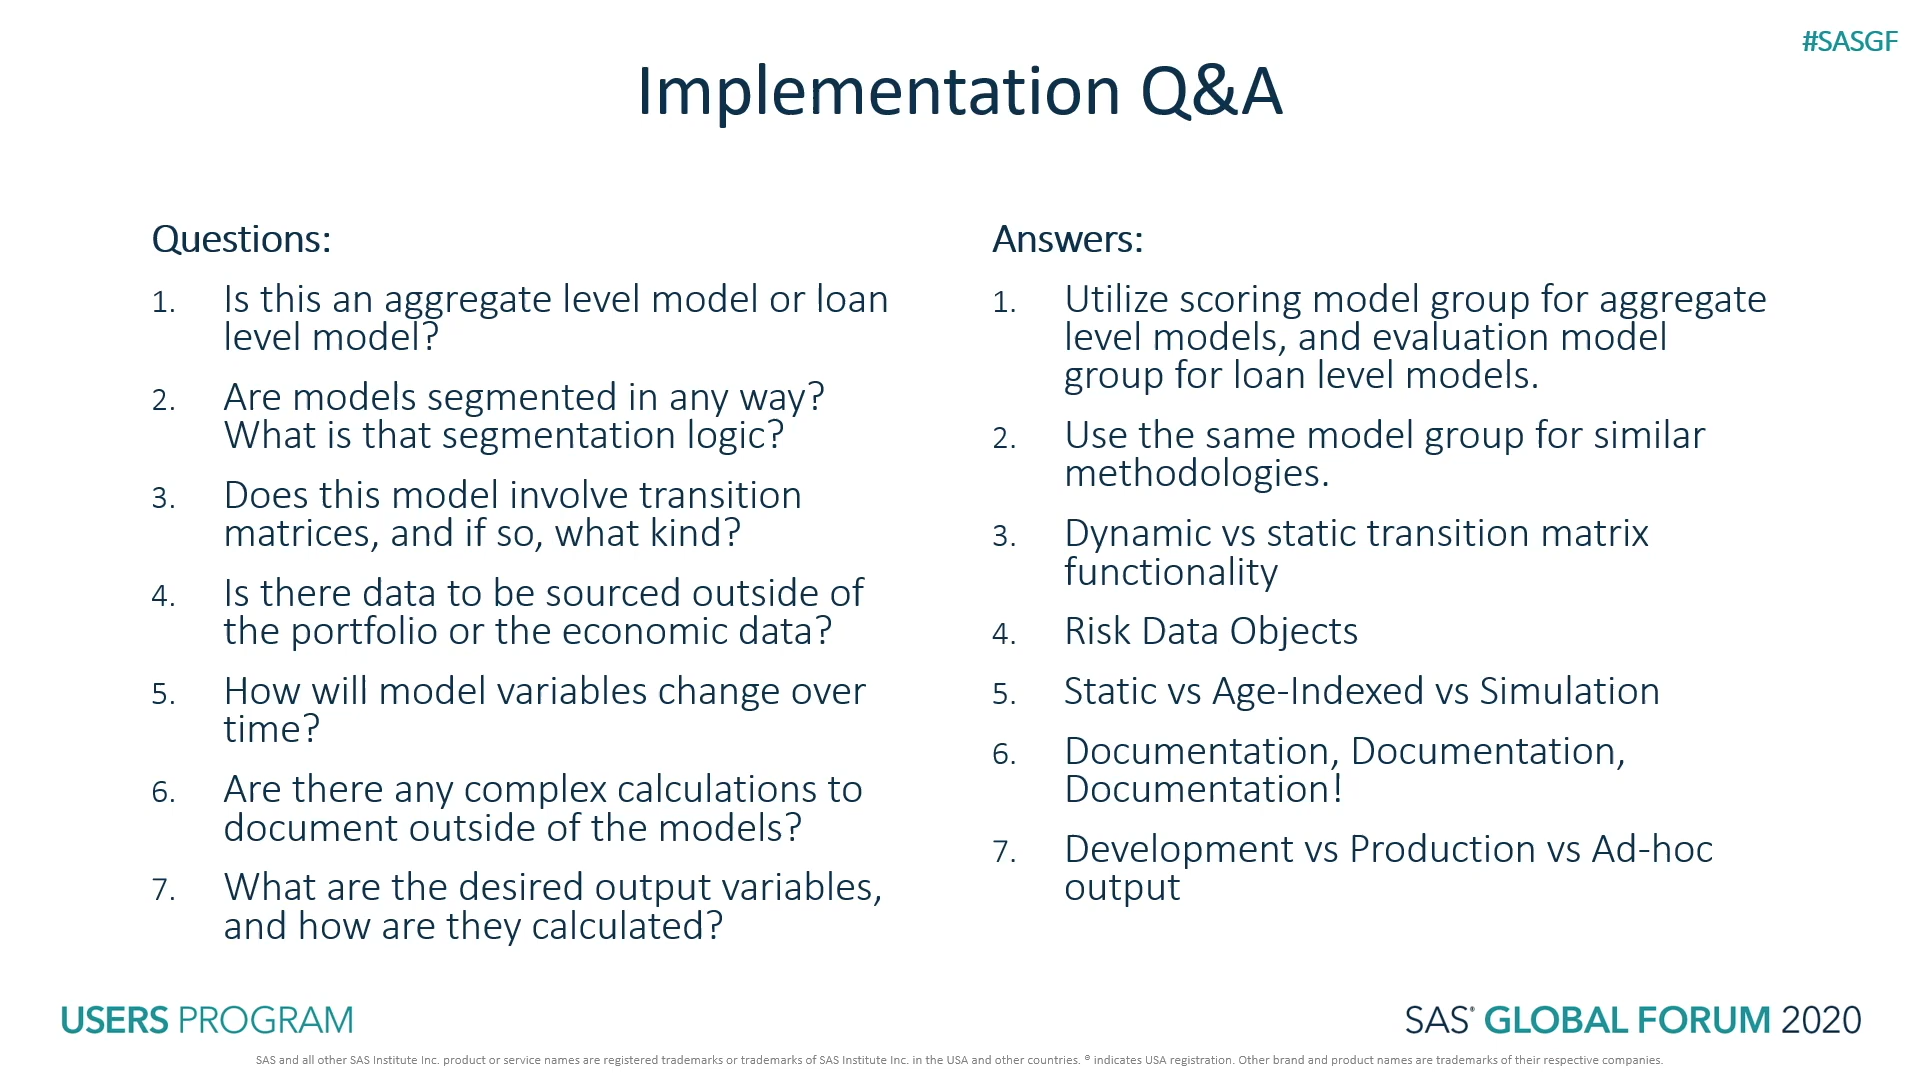 #SASGF
Implementation Q&A
Questions:
1. Is this an aggregate level model or loan
level model?
2. Are models segmented in any way?
What is that segmentation logic?
3. Does this model involve transition
matrices, and if so, what kind?
4. Is there data to be sourced outside of
the portfolio or the economic data?
5. How will model variables change over
time?
6. Are there any complex calculations to
document outside of the models?
7. What are the desired output variables,
and how are they calculated?
Answers:
1. Utilize scoring model group for aggregate
level models, and evaluation model
group for loan level models.
2. Use the same model group for similar
methodologies.
3. Dynamic vs static transition matrix
functionality
4. Risk Data Objects
5. Static vs Age-Indexed vs Simulation
6. Documentation, Documentation,
Documentation!
7. Development vs Production vs Ad-hoc
output
USERS PROGRAM
SAS® GLOBAL FORUM 2020
SAS and all other SAS Institute Inc. product or service names are registered trademarks or trademarks of SAS Institute Inc. in the USA and other countries. ® indicates USA registration. Other brand and product names are trademarks of their respective companies.